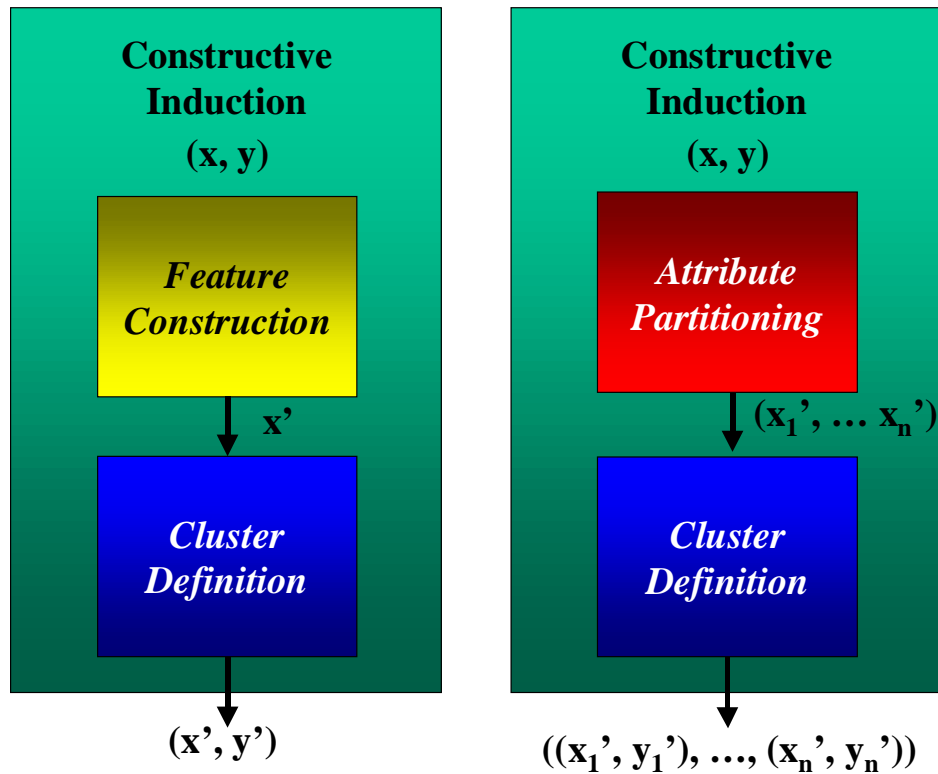 Constructive
Induction
(x, y)
Feature
Construction
x’
Cluster
Definition
(x’, y’)
Constructive
Induction
(x, y)
Attribute
Partitioning
(x₁’, … xₙ’)
Cluster
Definition
((x₁’, y₁’), …, (xₙ’, yₙ’))